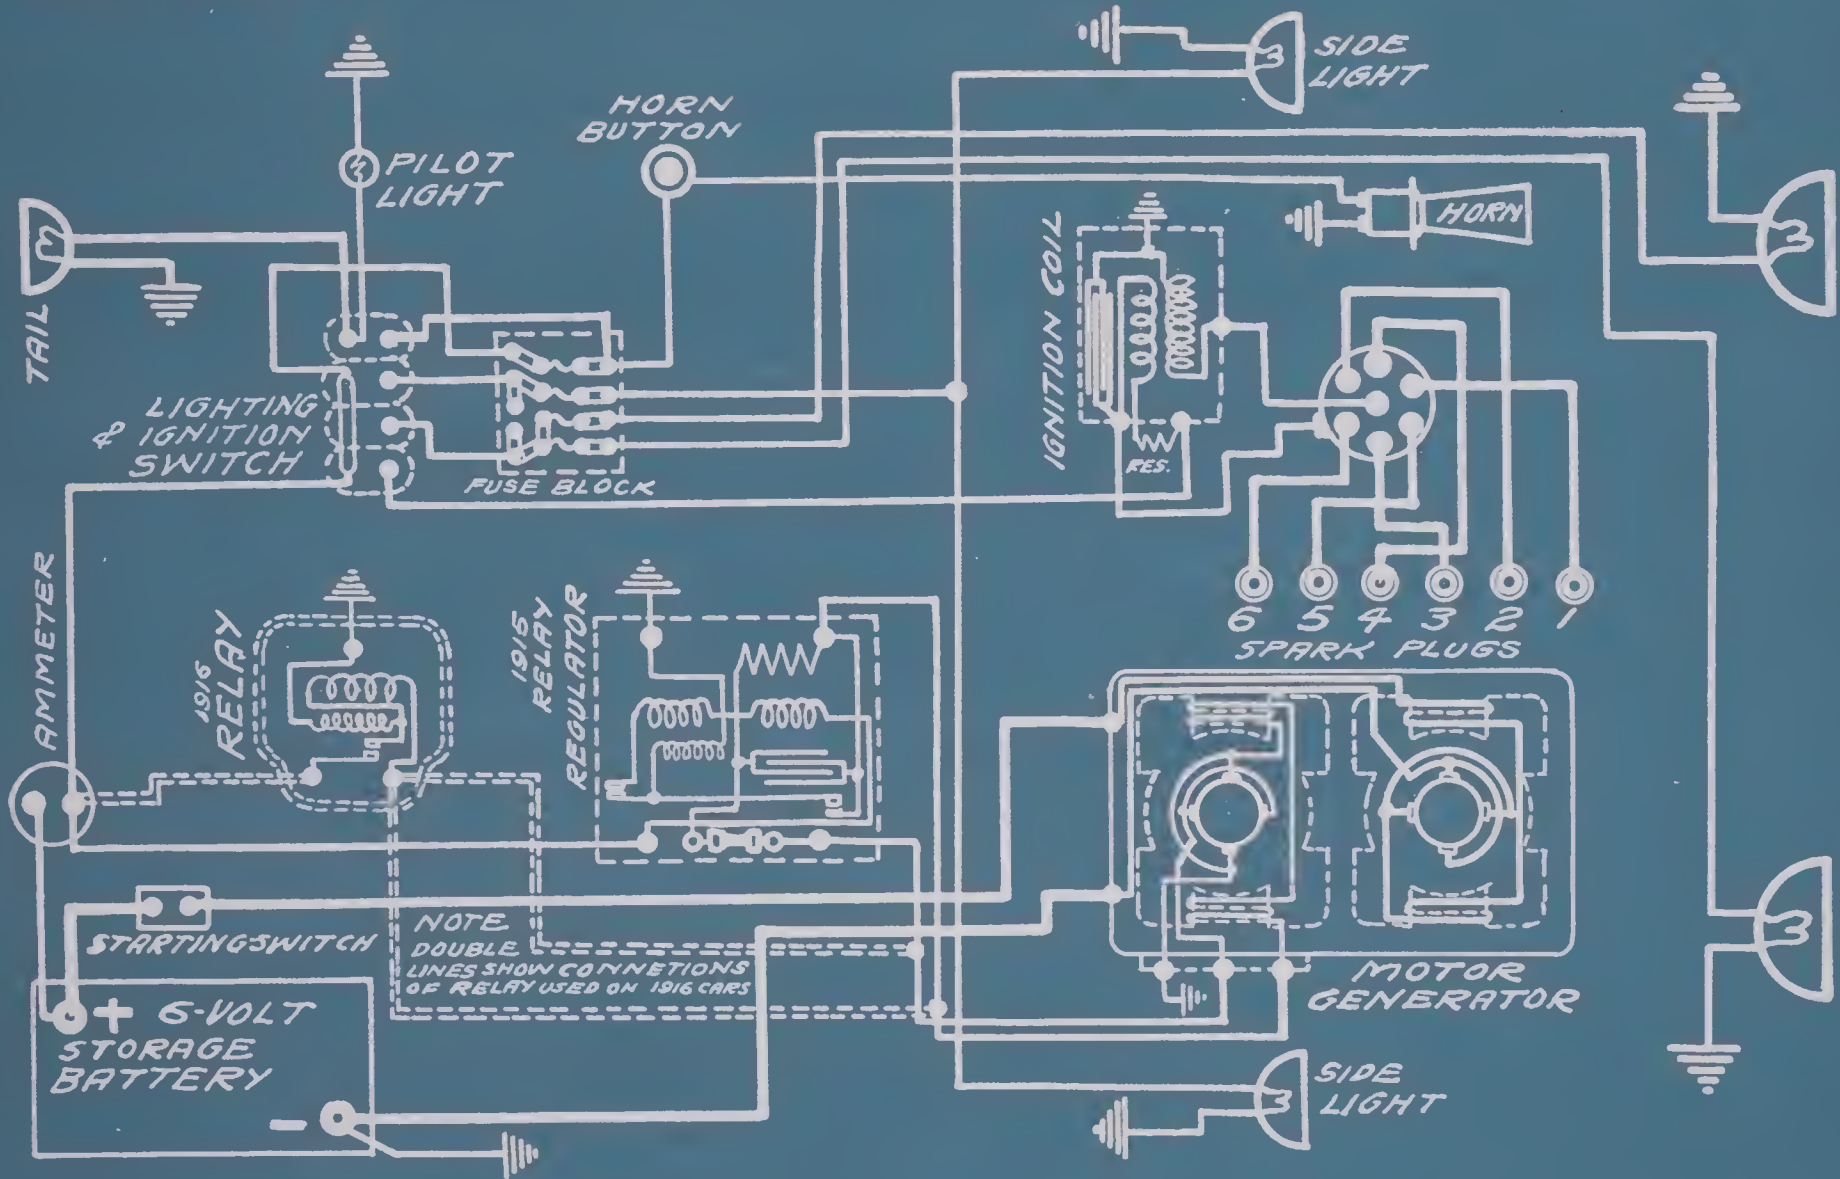 SIDE
LIGHT
HORN
BUTTON
PILOT
LIGHT
HORN
TAIL
IGNITION COIL
LIGHTING
& IGNITION
SWITCH
FUSE BLOCK
RES.
AMMETER
1916
RELAY
1915
RELAY
REGULATOR
6 5 4 3 2 1
SPARK PLUGS
STARTING SWITCH
NOTE
DOUBLE
LINES SHOW CONNETIONS
OF RELAY USED ON 1916 CARS
MOTOR
GENERATOR
+ 6-VOLT
STORAGE
BATTERY
-
SIDE
LIGHT